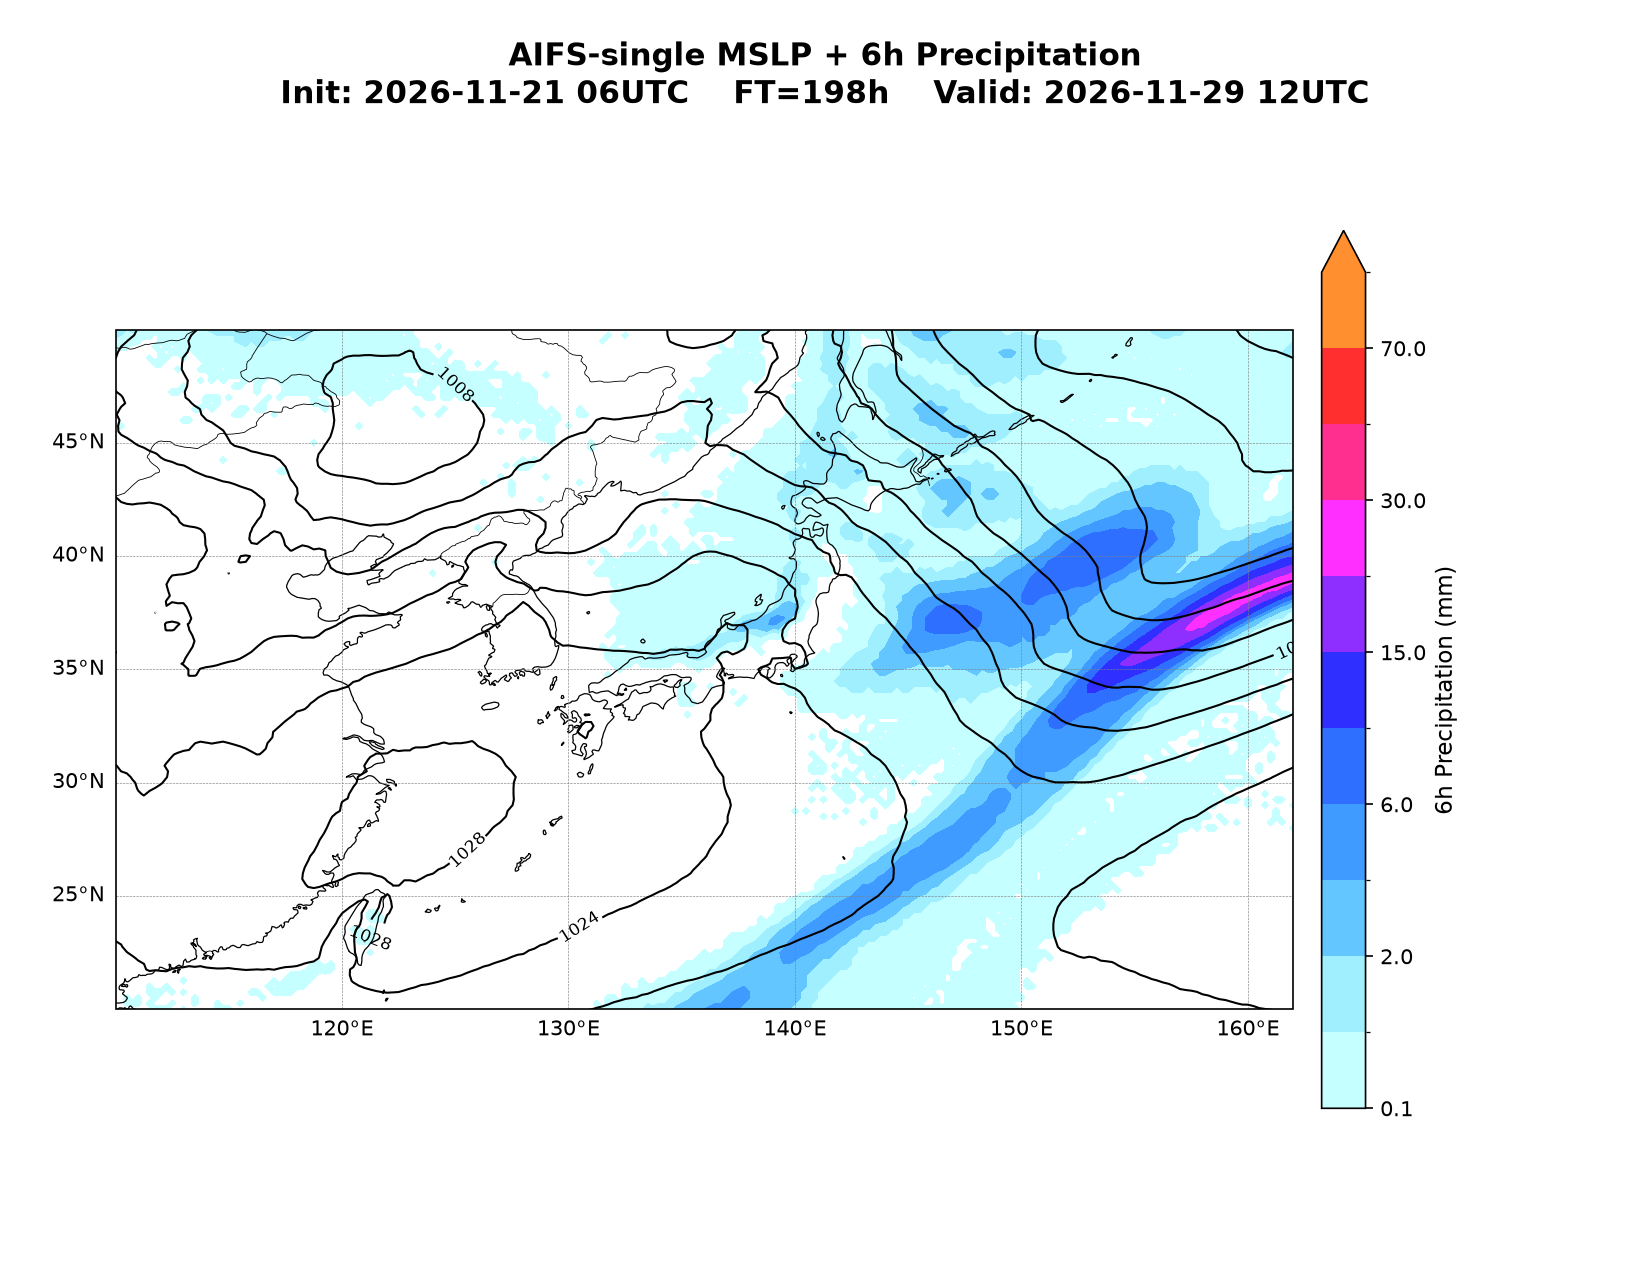 AIFS-single MSLP + 6h Precipitation
Init: 2026-11-21 06UTC    FT=198h    Valid: 2026-11-29 12UTC
1008
1028
1024
1028
10
45°N
40°N
35°N
30°N
25°N
120°E
130°E
140°E
150°E
160°E
70.0
30.0
15.0
6.0
2.0
0.1
6h Precipitation (mm)